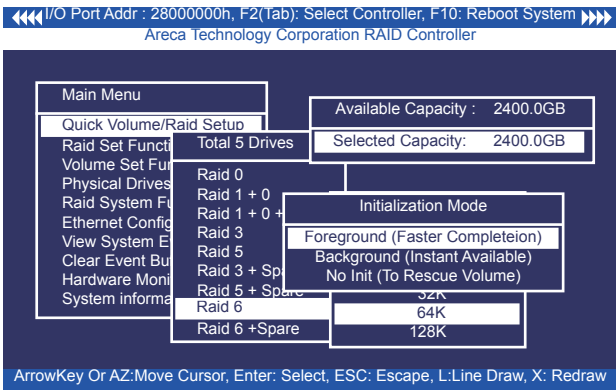 I/O Port Addr : 28000000h, F2(Tab): Select Controller, F10: Reboot System
Areca Technology Corporation RAID Controller
Main Menu
Quick Volume/Raid Setup
Raid Set Functi
Volume Set Fun
Physical Drives
Raid System Fu
Ethernet Config
View System E
Clear Event Bu
Hardware Moni
System informa
Total 5 Drives
Raid 0
Raid 1 + 0
Raid 1 + 0 +
Raid 3
Raid 5
Raid 3 + Spa
Raid 5 + Spare
Raid 6
Raid 6 +Spare
Available Capacity : 2400.0GB
Selected Capacity: 2400.0GB
Initialization Mode
Foreground (Faster Completeion)
Background (Instant Available)
No Init (To Rescue Volume)
32K
64K
128K
ArrowKey Or AZ:Move Cursor, Enter: Select, ESC: Escape, L:Line Draw, X: Redraw